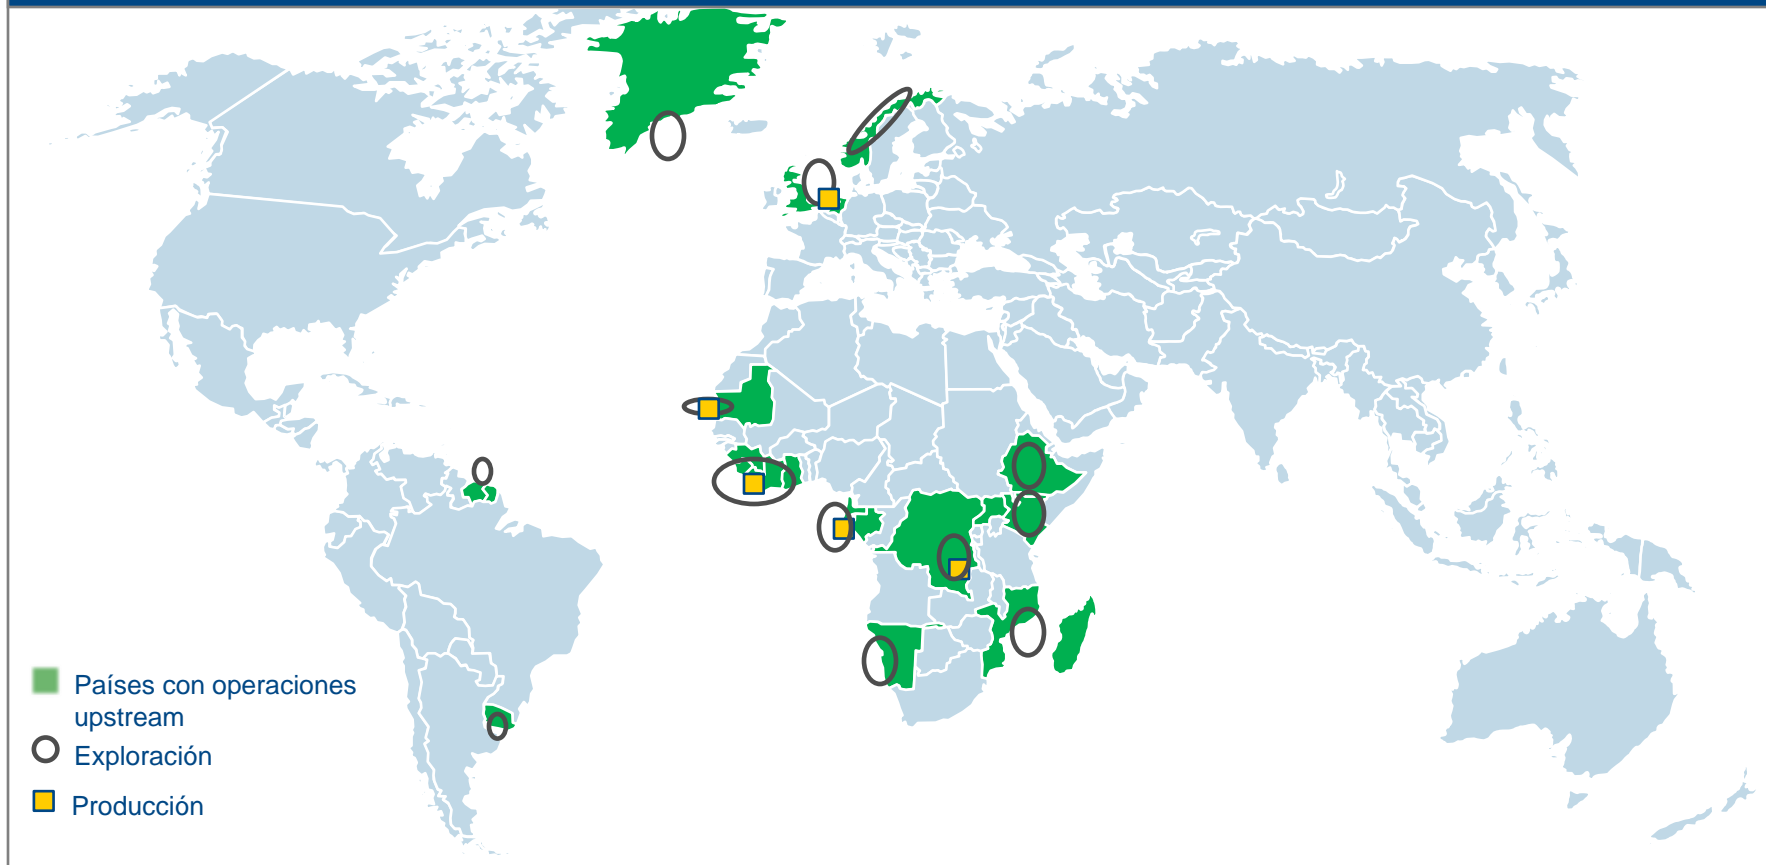 Países con operaciones
upstream
Exploración
Producción